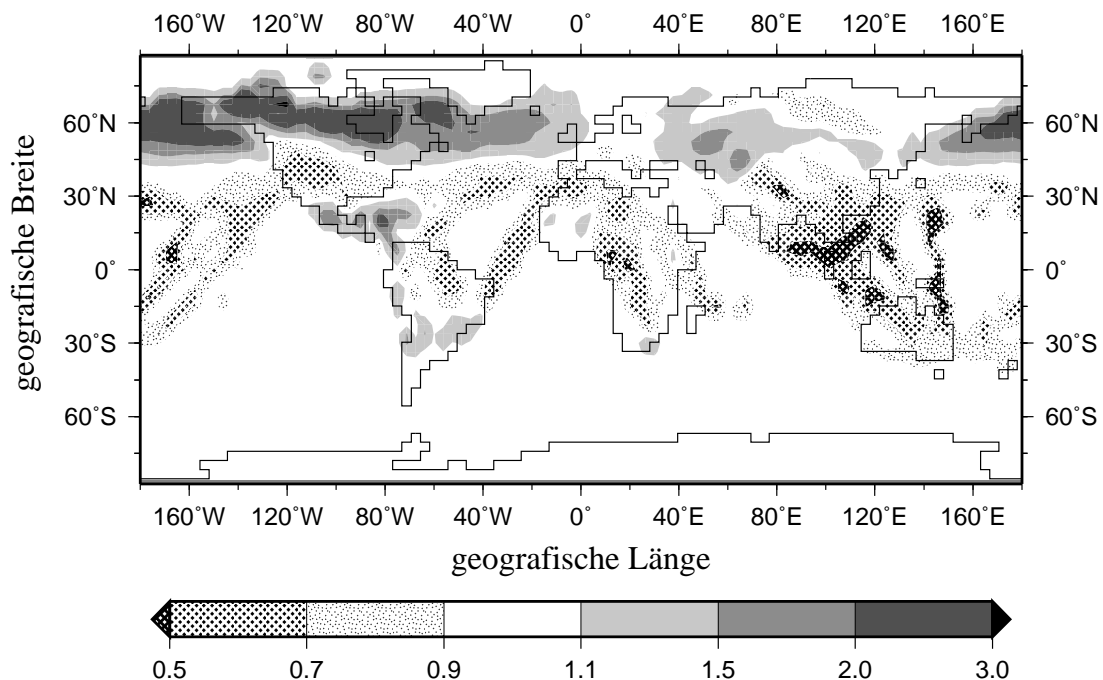 160˚W 120˚W 80˚W 40˚W 0˚ 40˚E 80˚E 120˚E 160˚E
60˚N 60˚N
30˚N 30˚N
0˚ 0˚
30˚S 30˚S
60˚S 60˚S
geografische Breite
160˚W 120˚W 80˚W 40˚W 0˚ 40˚E 80˚E 120˚E 160˚E
geografische Länge
0.5 0.7 0.9 1.1 1.5 2.0 3.0